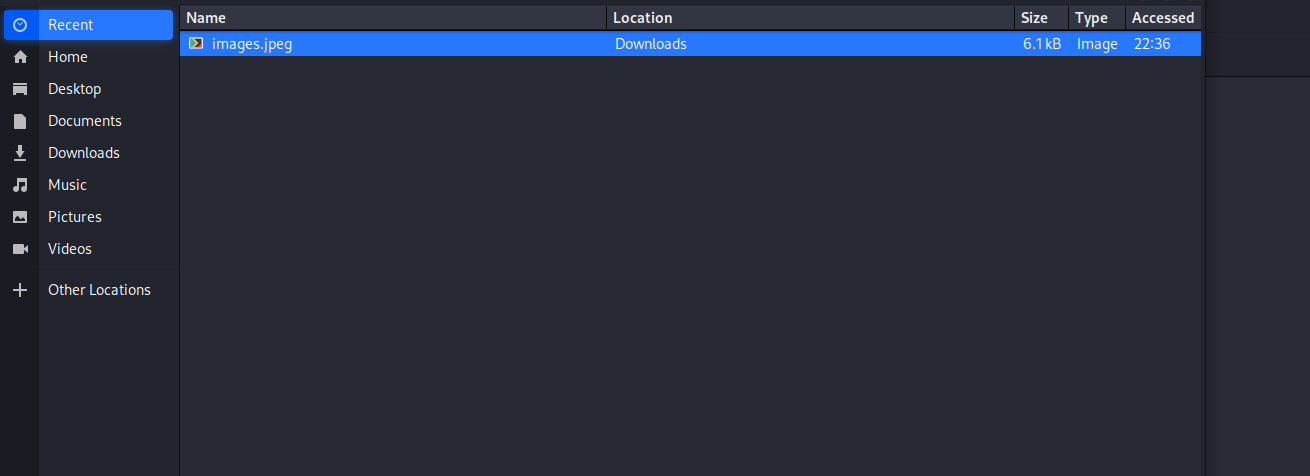 Recent
Home
Desktop
Documents
Downloads
Music
Pictures
Videos
Other Locations
Name Location Size Type Accessed
images.jpeg Downloads 6.1 kB Image 22:36